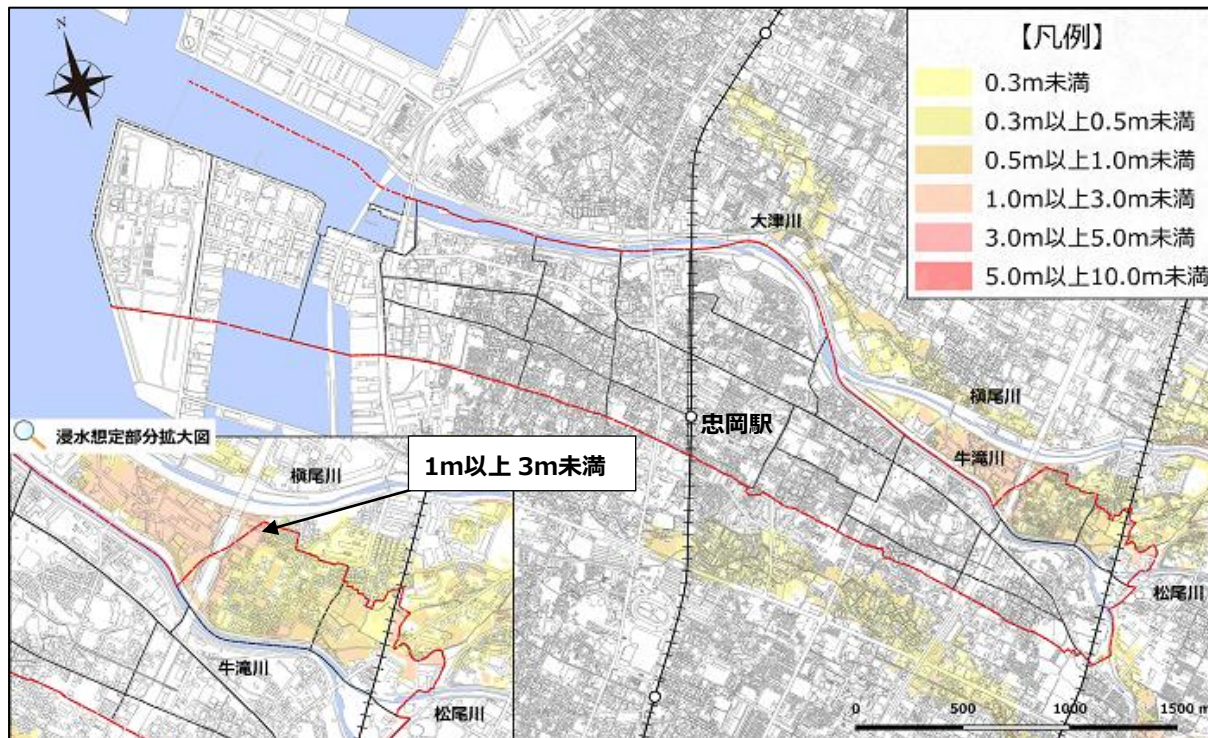 N
【凡例】
0.3m未満
0.3m以上0.5m未満
0.5m以上1.0m未満
1.0m以上3.0m未満
3.0m以上5.0m未満
5.0m以上10.0m未満
大津川
槇尾川
忠岡駅
牛滝川
松尾川
浸水想定部分拡大図
1m以上 3m未満
槇尾川
牛滝川
松尾川
0 500 1000 1500 m